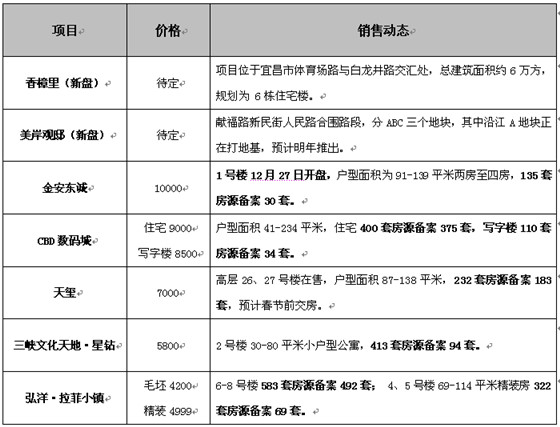 项目 价格 销售动态
香樟里（新盘） 待定 项目位于宜昌市体育场路与白龙井路交汇处，总建筑面积约 6 万方，
规划为 6 栋住宅楼。
美岸观邸（新盘） 待定 献福路新民街人民路合围路段，分 ABC 三个地块，其中沿江 A 地块正
在打地基，预计明年推出。
金安东诚 10000 1 号楼 12 月 27 日开盘，户型面积为 91-139 平米两房至四房，135 套
房源备案 30 套。
CBD 数码城 住宅 9000 户型面积 41-234 平米，住宅 400 套房源备案 375 套，写字楼 110 套
写字楼 8500 房源备案 34 套。
天玺 7000 高层 26、27 号楼在售，户型面积 87-138 平米，232 套房源备案 183
套，预计春节前交房。
三峡文化天地·星钻 5800 2 号楼 30-80 平米小户型公寓，413 套房源备案 94 套。
弘洋·拉菲小镇 毛坯 4200 6-8 号楼 583 套房源备案 492 套； 4、5 号楼 69-114 平米精装房 322
精装 4999 套房源备案 69 套。